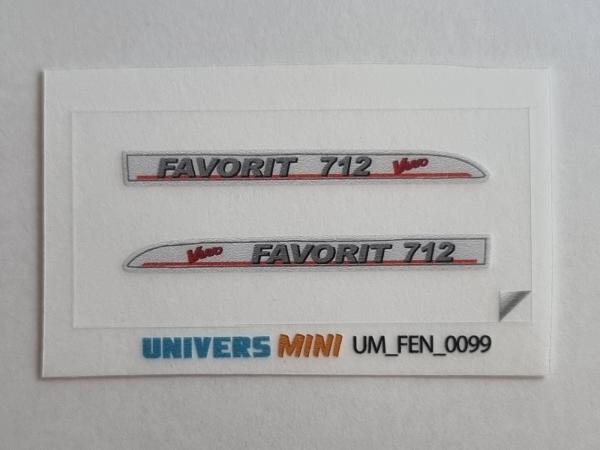 FAVORIT 712 Vario
Vario FAVORIT 712
UNIVERS MINI UM_FEN_0099